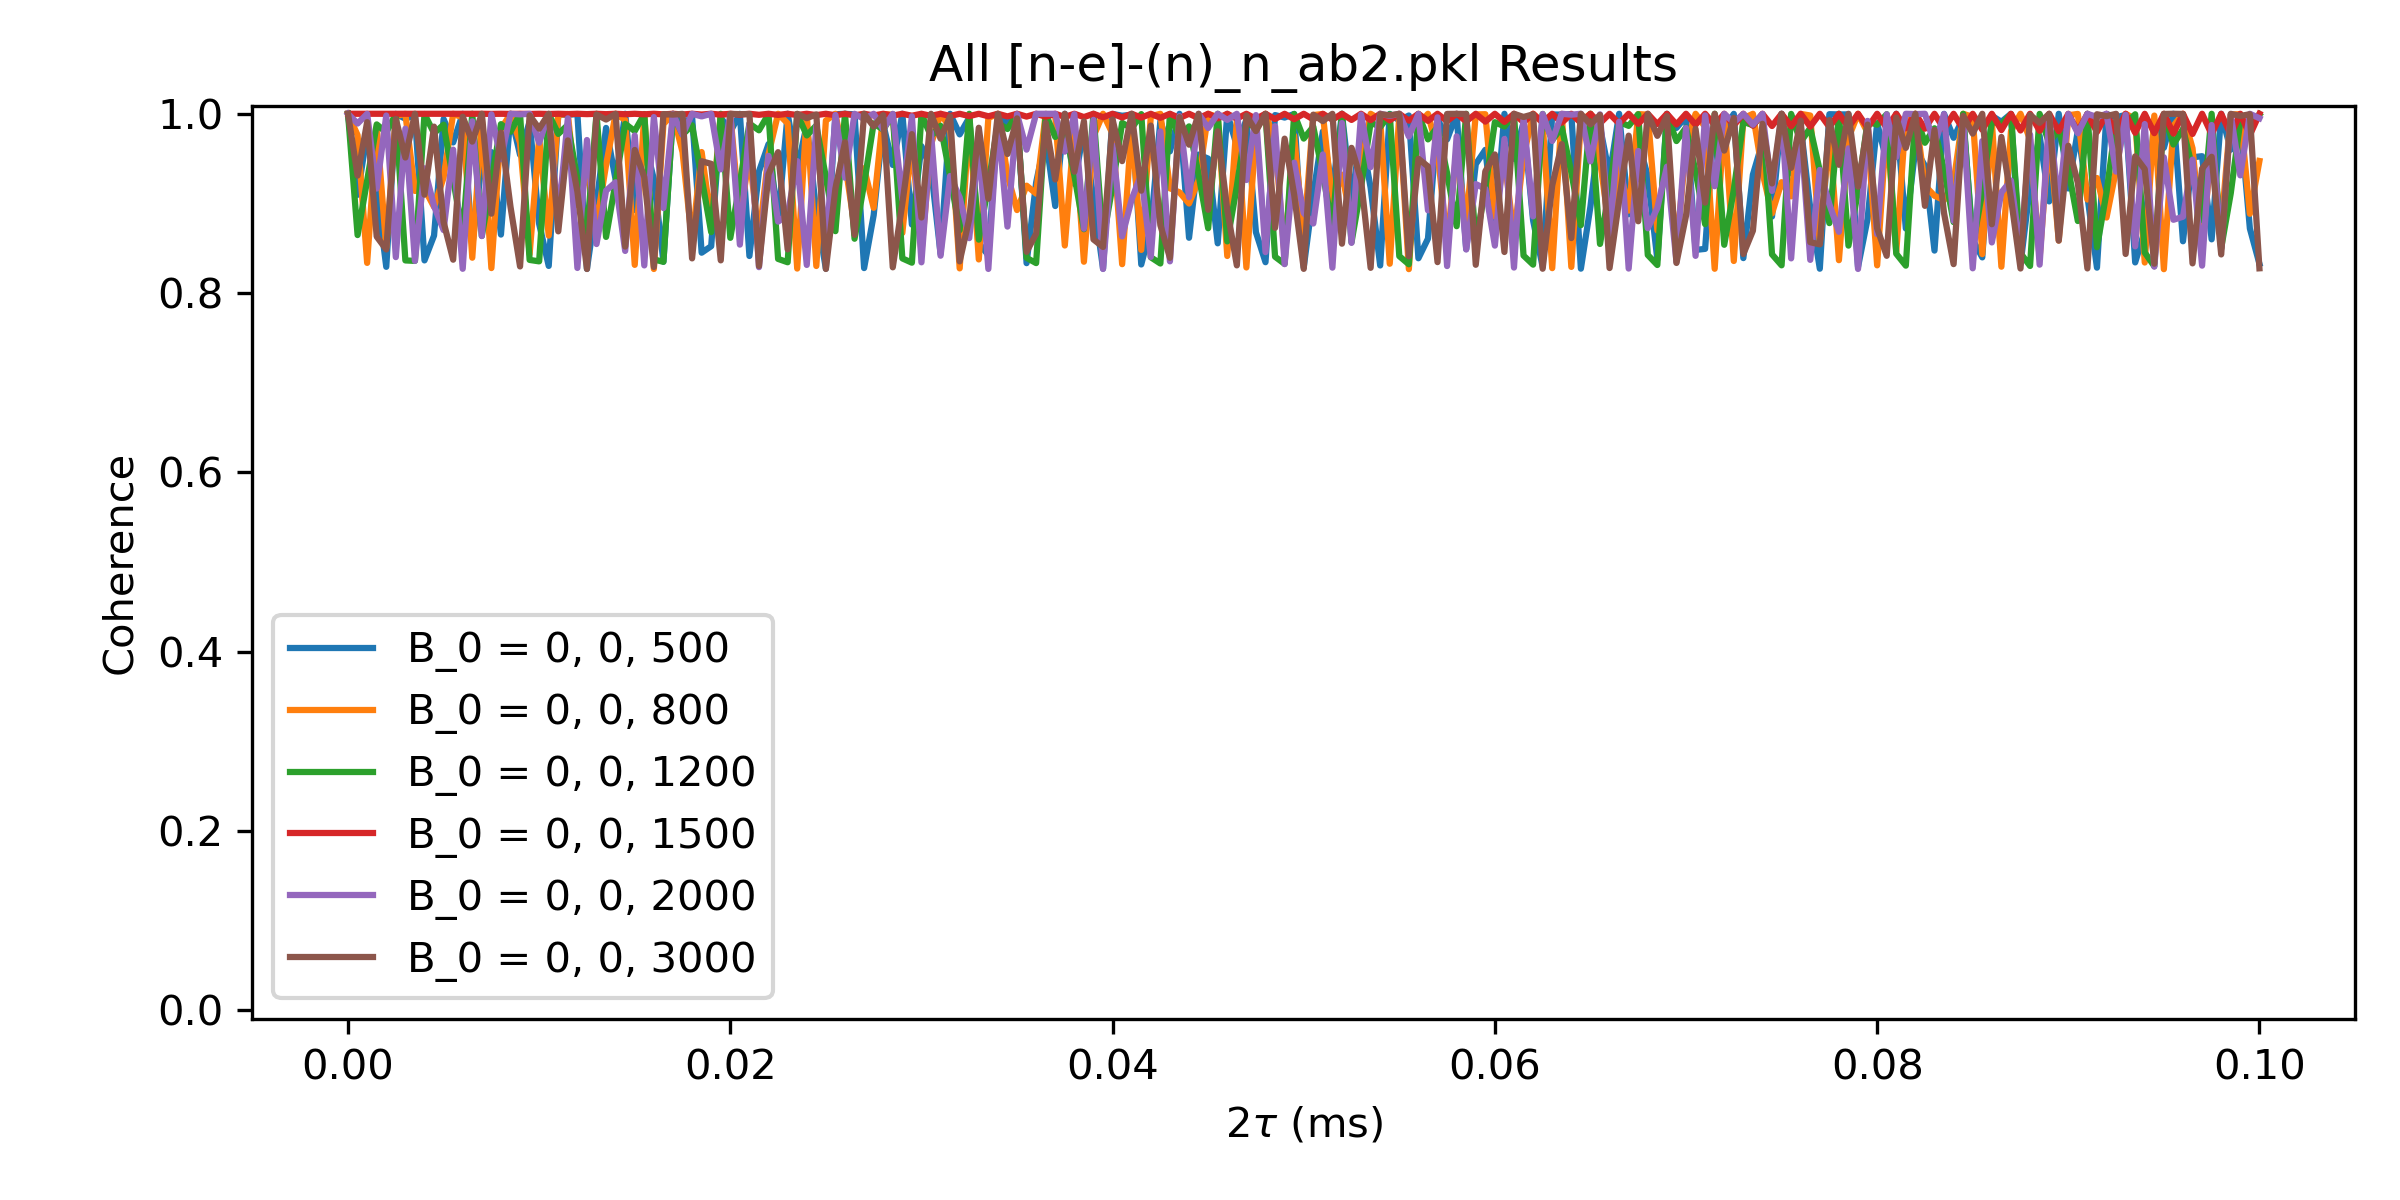 All [n-e]-(n)_n_ab2.pkl Results
1.0
0.8
0.6
0.4
0.2
0.0
Coherence
B_0 = 0, 0, 500
B_0 = 0, 0, 800
B_0 = 0, 0, 1200
B_0 = 0, 0, 1500
B_0 = 0, 0, 2000
B_0 = 0, 0, 3000
0.00 0.02 0.04 0.06 0.08 0.10
2τ (ms)